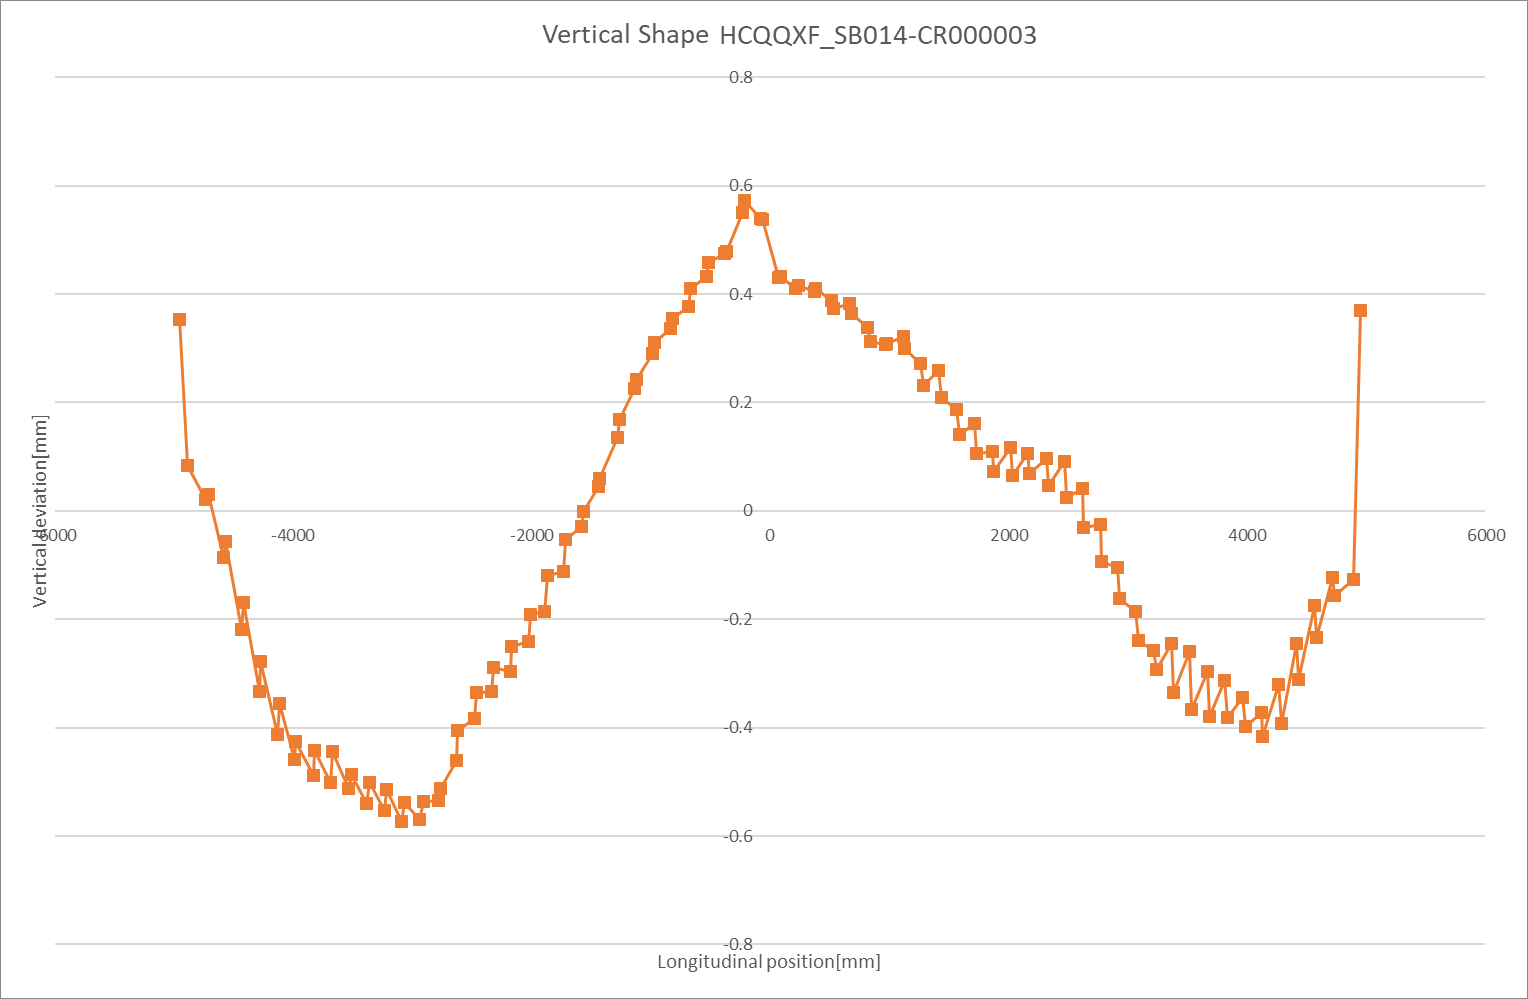 Vertical Shape HCQQXF_SB014-CR000003
0.8
0.6
0.4
0.2
0
-6000 -4000 -2000 0 2000 4000 6000
-0.2
-0.4
-0.6
-0.8
Vertical deviation[mm]
Longitudinal position[mm]